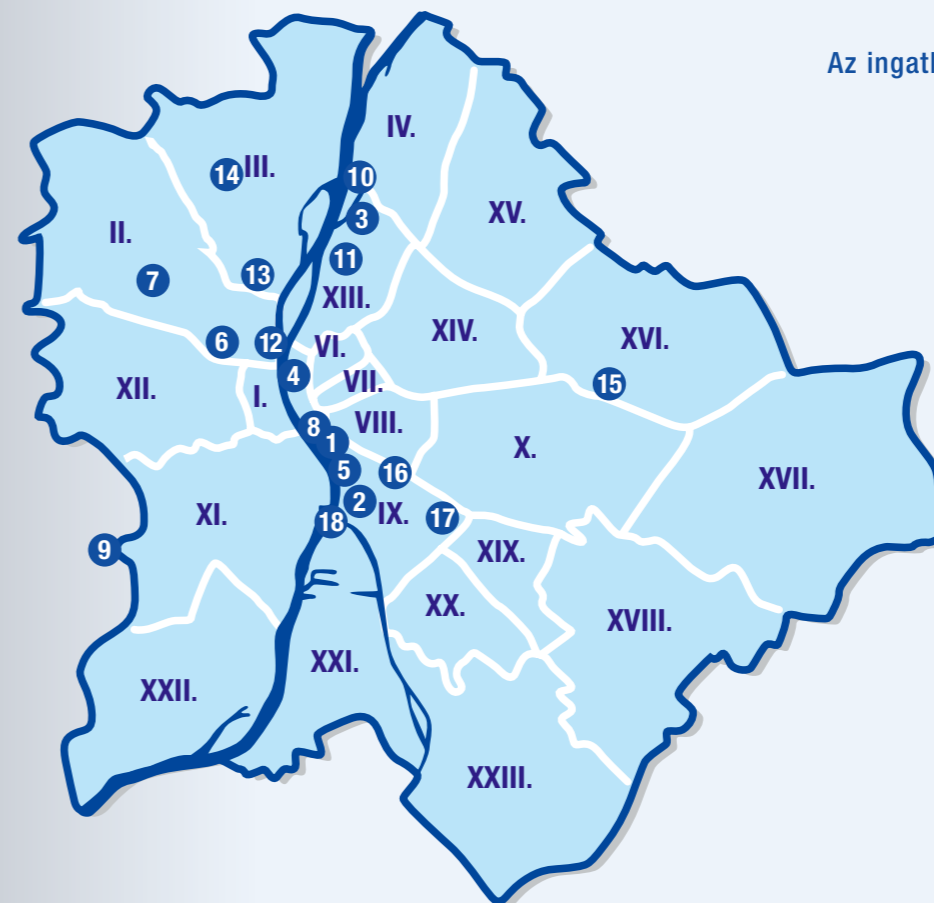 Az ingatl
IV.
14 III.
10
XV.
3
II.
11
7
13
XIII.
XIV.
XVI.
6
12
VI.
4
VII.
15
XII.
I.
8
VIII.
1
X.
5
16
XVII.
2
IX.
17
XI.
18
9
XIX.
XX.
XVIII.
XXI.
XXII.
XXIII.